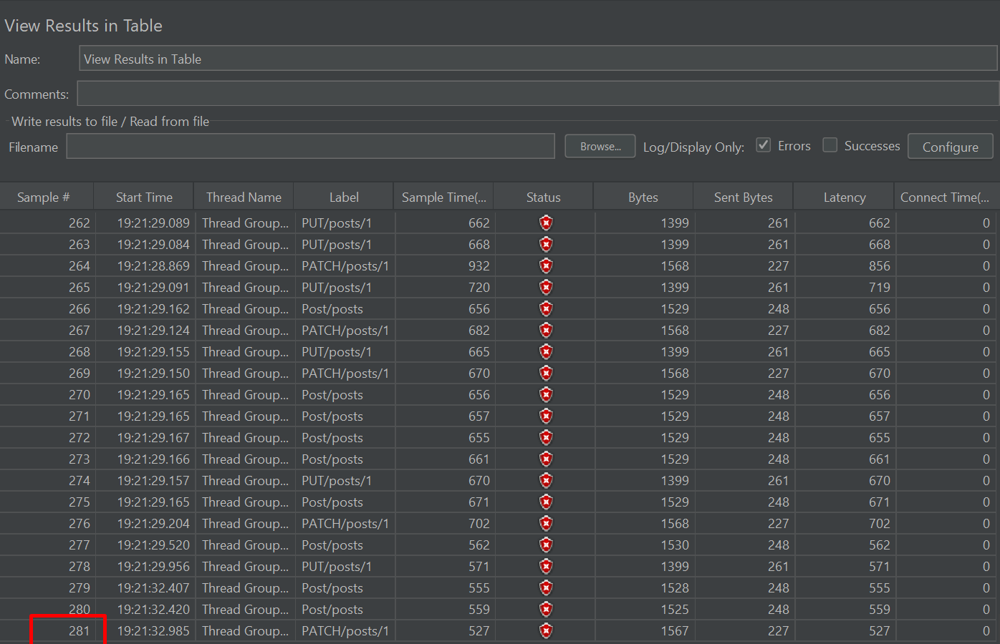 View Results in Table
Name: View Results in Table
Comments:
Write results to file / Read from file
Filename Browse... Log/Display Only: Errors Successes Configure
Sample # Start Time Thread Name Label Sample Time(... Status Bytes Sent Bytes Latency Connect Time(...
262 19:21:29.089 Thread Group... PUT/posts/1 662 1399 261 662 0
263 19:21:29.084 Thread Group... PUT/posts/1 668 1399 261 668 0
264 19:21:28.869 Thread Group... PATCH/posts/1 932 1568 227 856 0
265 19:21:29.091 Thread Group... PUT/posts/1 720 1399 261 719 0
266 19:21:29.162 Thread Group... Post/posts 656 1529 248 656 0
267 19:21:29.124 Thread Group... PATCH/posts/1 682 1568 227 682 0
268 19:21:29.155 Thread Group... PUT/posts/1 665 1399 261 665 0
269 19:21:29.150 Thread Group... PATCH/posts/1 670 1568 227 670 0
270 19:21:29.165 Thread Group... Post/posts 656 1529 248 656 0
271 19:21:29.165 Thread Group... Post/posts 657 1529 248 657 0
272 19:21:29.167 Thread Group... Post/posts 655 1529 248 655 0
273 19:21:29.166 Thread Group... Post/posts 661 1529 248 661 0
274 19:21:29.157 Thread Group... PUT/posts/1 670 1399 261 670 0
275 19:21:29.165 Thread Group... Post/posts 671 1529 248 671 0
276 19:21:29.204 Thread Group... PATCH/posts/1 702 1568 227 702 0
277 19:21:29.520 Thread Group... Post/posts 562 1530 248 562 0
278 19:21:29.956 Thread Group... PUT/posts/1 571 1399 261 571 0
279 19:21:32.407 Thread Group... Post/posts 555 1528 248 555 0
280 19:21:32.420 Thread Group... Post/posts 559 1525 248 559 0
281 19:21:32.985 Thread Group... PATCH/posts/1 527 1567 227 527 0